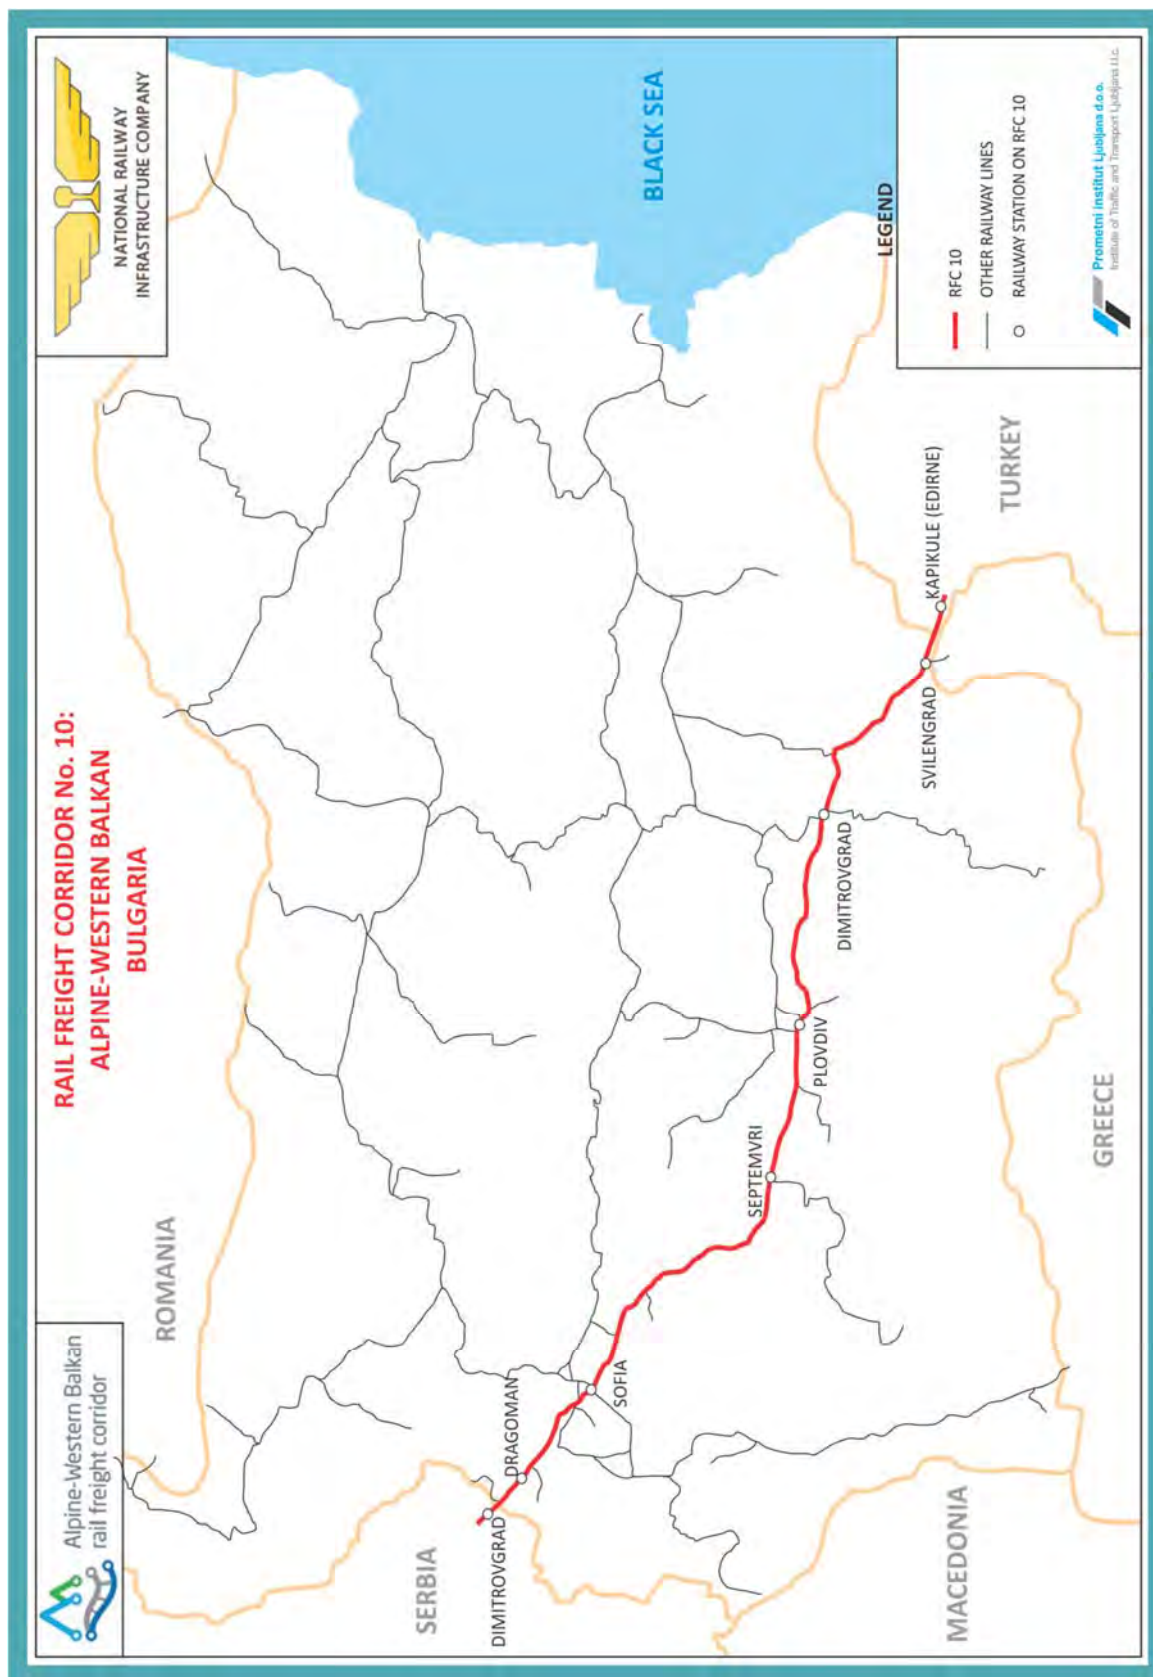 Alpine-Western Balkan
rail freight corridor
RAIL FREIGHT CORRIDOR No. 10:
ALPINE-WESTERN BALKAN
BULGARIA
NATIONAL RAILWAY
INFRASTRUCTURE COMPANY
ROMANIA
BLACK SEA
SERBIA
DIMITROVGRAD
DRAGOMAN
SOFIA
SEPTEMVRI
PLOVDIV
DIMITROVGRAD
SVILENGRAD
KAPIKULE (EDIRNE)
MACEDONIA
GREECE
TURKEY
LEGEND
RFC 10
OTHER RAILWAY LINES
RAILWAY STATION ON RFC 10
Prometni institut Ljubljana d.o.o.
Institute of Traffic and Transport Ljubljana l.l.c.